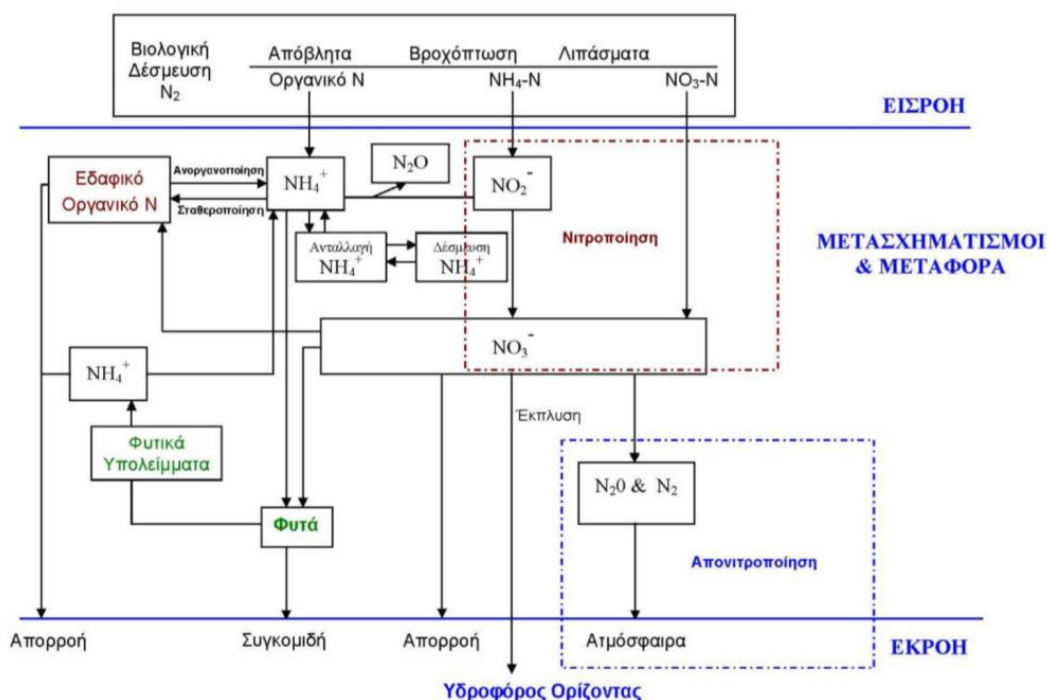 Βιολογική
Δέσμευση
N₂
Απόβλητα
Βροχόπτωση
Λιπάσματα
Οργανικό Ν
NH₄-N
NO₃-N
ΕΙΣΡΟΗ
Εδαφικό
Οργανικό Ν
Ανοργανοποίηση
Σταθεροποίηση
NH₄⁺
N₂O
NO₂⁻
Νιτροποίηση
Ανταλλαγή
NH₄⁺
Δέσμευση
NH₄⁺
ΜΕΤΑΣΧΗΜΑΤΙΣΜΟΙ
& ΜΕΤΑΦΟΡΑ
NO₃⁻
NH₄⁺
Έκπλυση
Φυτικά
Υπολείμματα
N₂0 & N₂
Φυτά
Απονιτροποίηση
Απορροή
Συγκομιδή
Απορροή
Ατμόσφαιρα
ΕΚΡΟΗ
Υδροφόρος Ορίζοντας